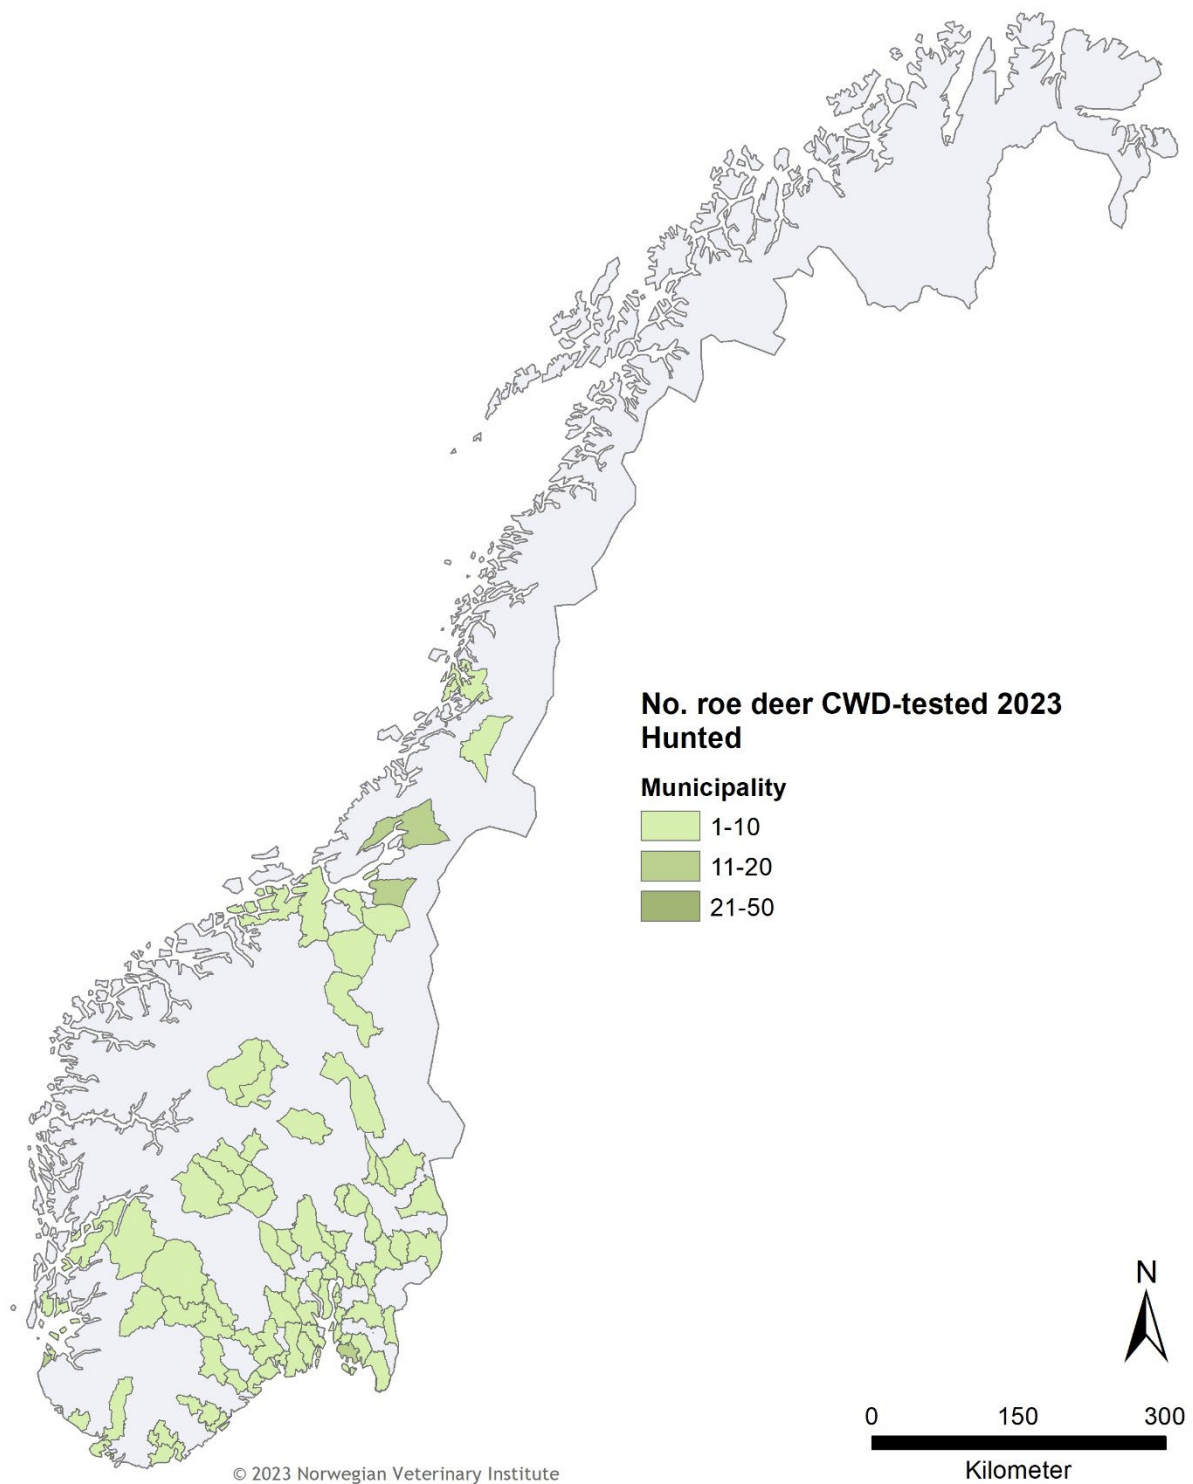 No. roe deer CWD-tested 2023
Hunted
Municipality
1-10
11-20
21-50
N
0 150 300
Kilometer
© 2023 Norwegian Veterinary Institute